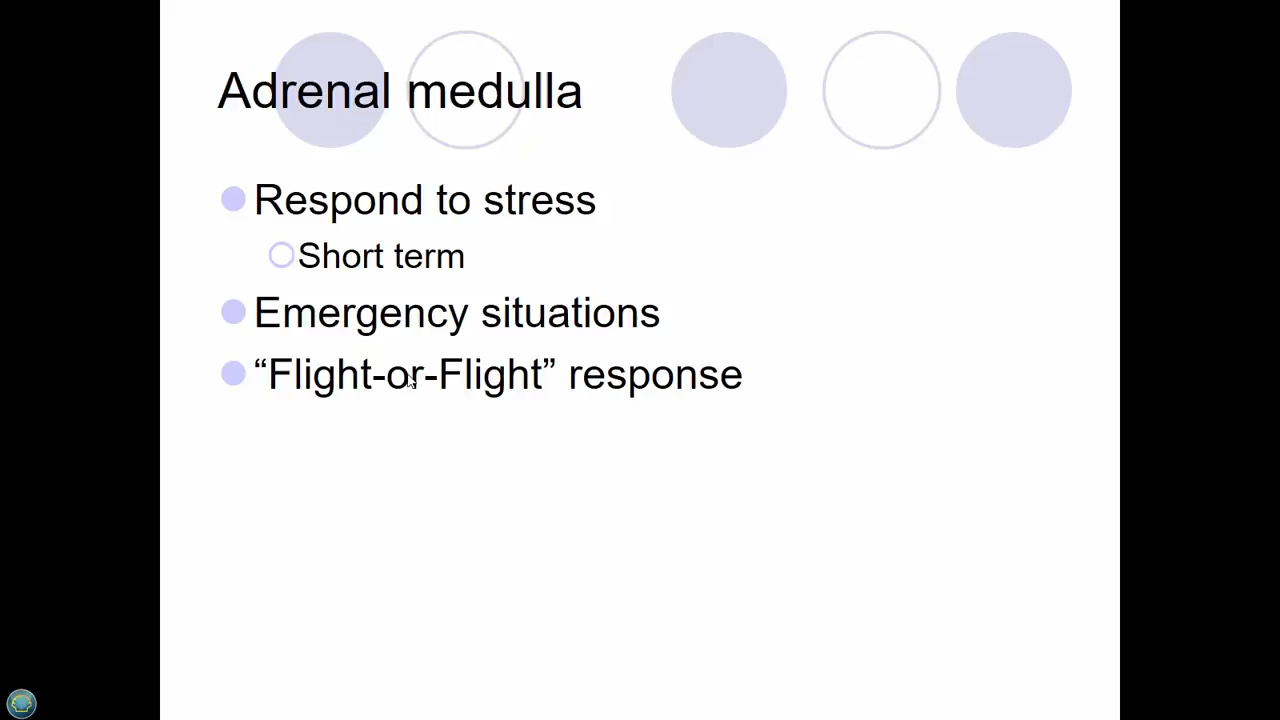 Adrenal medulla
Respond to stress
Short term
Emergency situations
“Flight-or-Flight” response